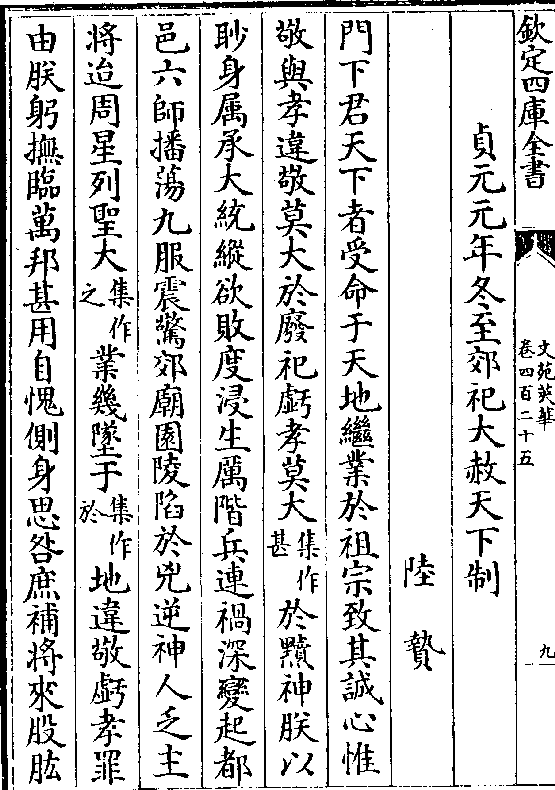 欽定四庫全書
文苑英華
卷四百二十五
九
貞元元年冬至郊祀大赦天下制
陸贄
門下君天下者受命于天地繼業於祖宗致其誠心惟
敬與孝違敬莫大於廢祀虧孝莫大集作甚於黷神朕以
眇身属承大統縱欲敗度浸生厲階兵連禍深變起都
邑六師播蕩九服震驚郊廟園陵陷於兇逆神人乏主
將迨周星列聖大集作之業幾墜于集作於地違敬虧孝罪
由朕躬撫臨萬邦甚用自愧側身思咎庶補將來股肱